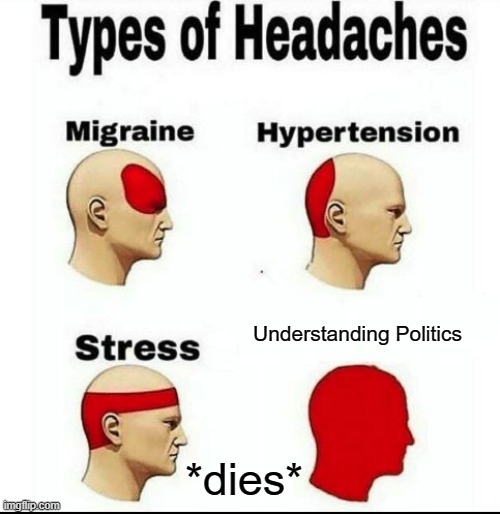 Types of Headaches
Migraine
Hypertension
Stress
Understanding Politics
*dies*
imgflip.com